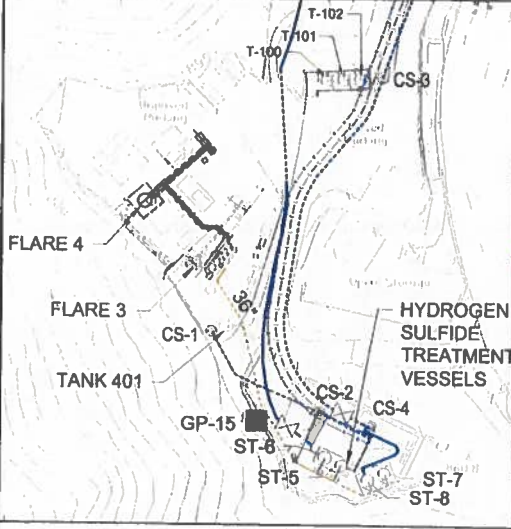 T-102
T-101
T-100
CS-3
FLARE 4
FLARE 3
36"
CS-1
HYDROGEN
SULFIDE
TREATMENT
VESSELS
TANK 401
CS-2
CS-4
GP-15
ST-6
ST-5
ST-7
ST-8